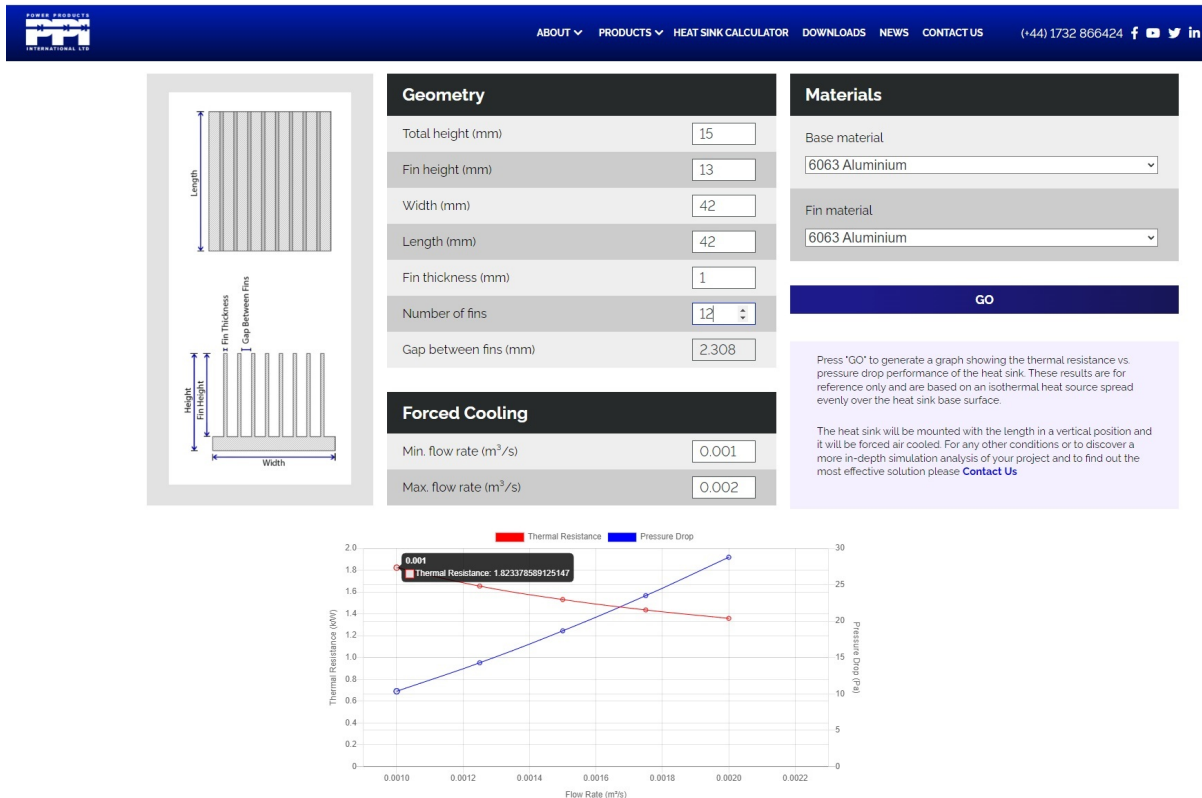 POWER PRODUCTS
PPI
INTERNATIONAL LTD
ABOUT PRODUCTS HEAT SINK CALCULATOR DOWNLOADS NEWS CONTACT US (+44) 1732 866424
Length
Fin Thickness
Gap Between Fins
Height
Fin Height
Width
Geometry
Total height (mm) 15
Fin height (mm) 13
Width (mm) 42
Length (mm) 42
Fin thickness (mm) 1
Number of fins 12
Gap between fins (mm) 2.308
Forced Cooling
Min. flow rate (m³/s) 0.001
Max. flow rate (m³/s) 0.002
Materials
Base material
6063 Aluminium
Fin material
6063 Aluminium
GO
Press "GO" to generate a graph showing the thermal resistance vs.
pressure drop performance of the heat sink. These results are for
reference only and are based on an isothermal heat source spread
evenly over the heat sink base surface.
The heat sink will be mounted with the length in a vertical position and
it will be forced air cooled. For any other conditions or to discover a
more in-depth simulation analysis of your project and to find out the
most effective solution please Contact Us
Thermal Resistance Pressure Drop
0.001
Thermal Resistance: 1.823378589125147
Thermal Resistance (k/W)
2.0
1.8
1.6
1.4
1.2
1.0
0.8
0.6
0.4
0.2
0
30
25
20
15
10
5
0
Pressure Drop (Pa)
0.0010 0.0012 0.0014 0.0016 0.0018 0.0020 0.0022
Flow Rate (m³/s)